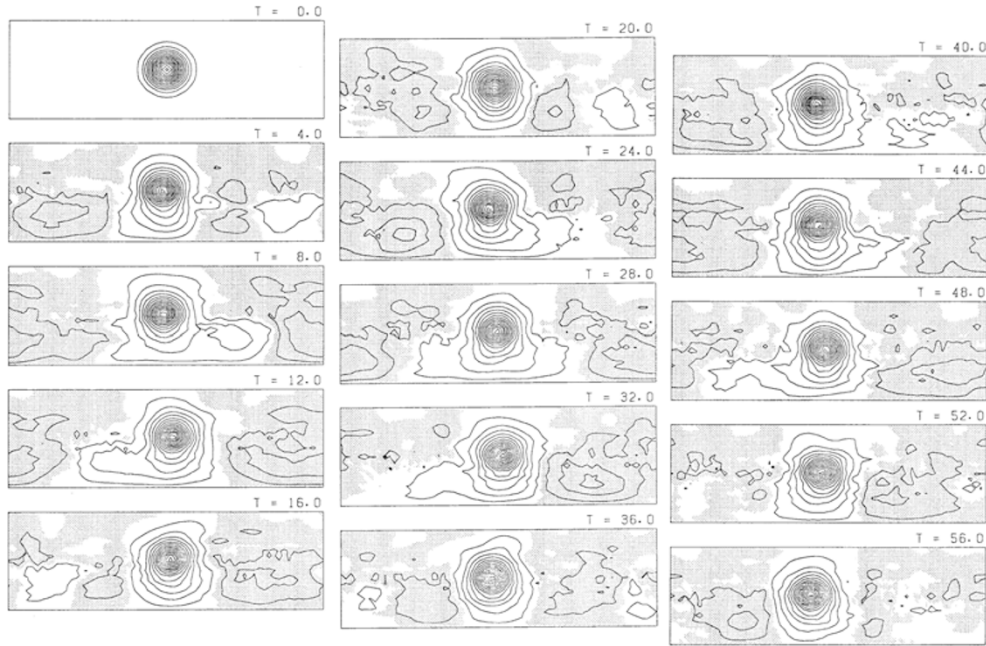 T = 0.0
T = 4.0
T = 8.0
T = 12.0
T = 16.0
T = 20.0
T = 24.0
T = 28.0
T = 32.0
T = 36.0
T = 40.0
T = 44.0
T = 48.0
T = 52.0
T = 56.0